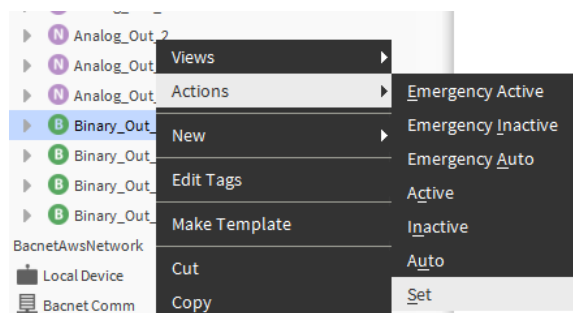 N Analog_Out_2
N Analog_Out_
N Analog_Out_
B Binary_Out_
B Binary_Out_
B Binary_Out_
B Binary_Out_
BacnetAwsNetwork
Local Device
Bacnet Comm
Views
Actions
New
Edit Tags
Make Template
Cut
Copy
Emergency Active
Emergency Inactive
Emergency Auto
Active
Inactive
Auto
Set